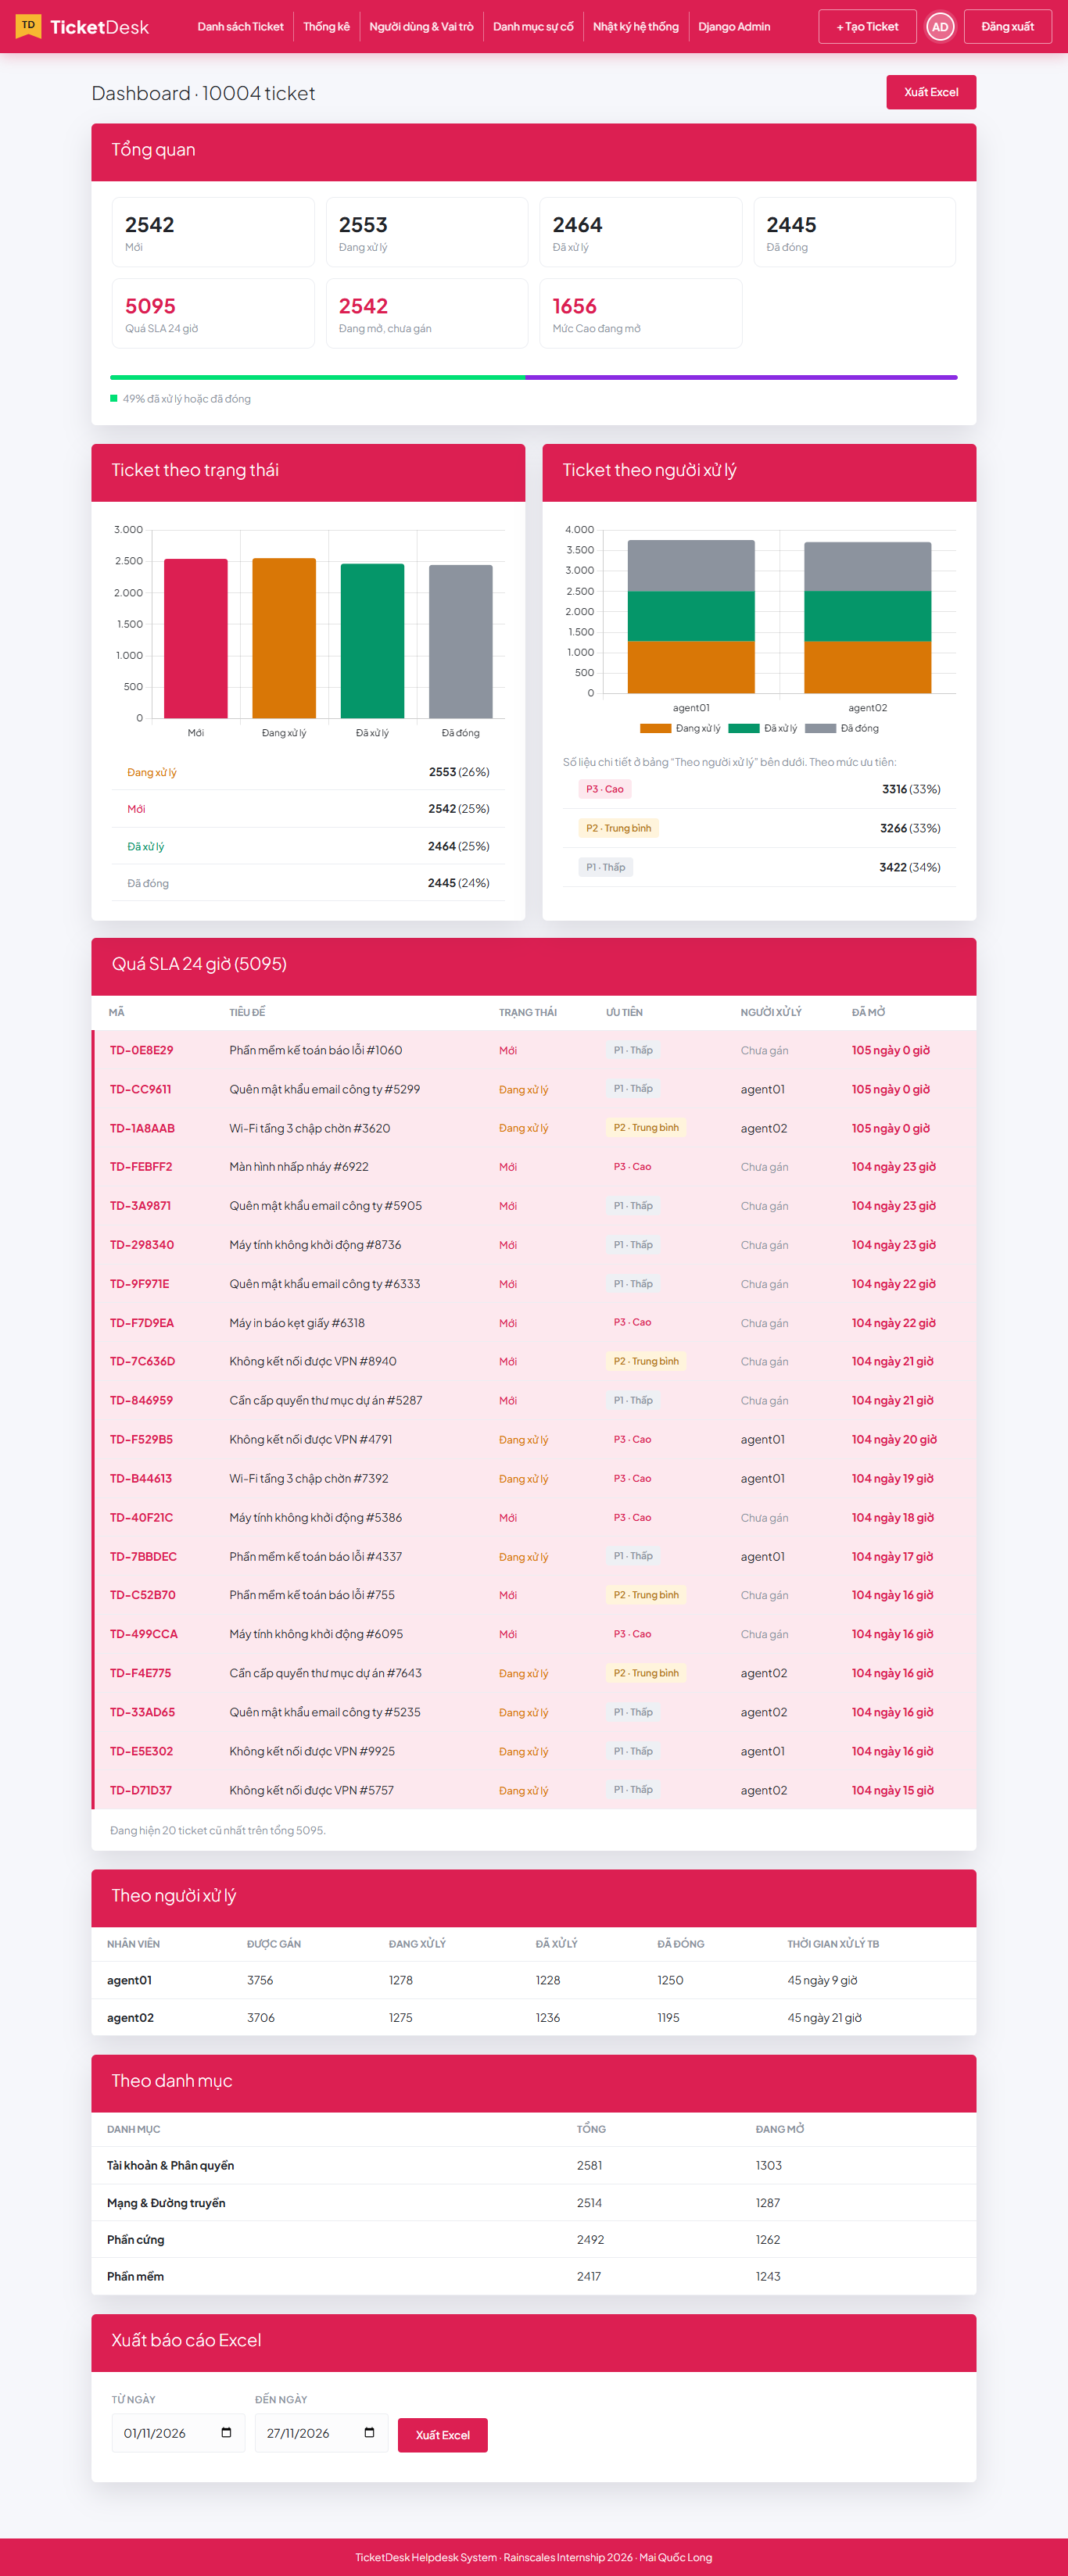 TD TicketDesk Danh sách Ticket Thống kê Người dùng & Vai trò Danh mục sự cố Nhật ký hệ thống Django Admin + Tạo Ticket AD Đăng xuất
Dashboard · 10004 ticket Xuất Excel
Tổng quan
2542 2553 2464 2445
Mới Đang xử lý Đã xử lý Đã đóng
5095 2542 1656
Quá SLA 24 giờ Đang mở, chưa gán Mức Cao đang mở
49% đã xử lý hoặc đã đóng
Ticket theo trạng thái
3.000
2.500
2.000
1.500
1.000
500
0
Mới Đang xử lý Đã xử lý Đã đóng
Đang xử lý 2553 (26%)
Mới 2542 (25%)
Đã xử lý 2464 (25%)
Đã đóng 2445 (24%)
Ticket theo người xử lý
4.000
3.500
3.000
2.500
2.000
1.500
1.000
500
0
agent01 agent02
Đang xử lý Đã xử lý Đã đóng
Số liệu chi tiết ở bảng "Theo người xử lý" bên dưới. Theo mức ưu tiên:
P3 · Cao 3316 (33%)
P2 · Trung bình 3266 (33%)
P1 · Thấp 3422 (34%)
Quá SLA 24 giờ (5095)
MÃ TIÊU ĐỀ TRẠNG THÁI ƯU TIÊN NGƯỜI XỬ LÝ ĐÃ MỞ
TD-0E8E29 Phần mềm kế toán báo lỗi #1060 Mới P1 · Thấp Chưa gán 105 ngày 0 giờ
TD-CC9611 Quên mật khẩu email công ty #5299 Đang xử lý P1 · Thấp agent01 105 ngày 0 giờ
TD-1A8AAB Wi-Fi tầng 3 chập chờn #3620 Đang xử lý P2 · Trung bình agent02 105 ngày 0 giờ
TD-FEBFF2 Màn hình nhấp nháy #6922 Mới P3 · Cao Chưa gán 104 ngày 23 giờ
TD-3A9871 Quên mật khẩu email công ty #5905 Mới P1 · Thấp Chưa gán 104 ngày 23 giờ
TD-298340 Máy tính không khởi động #8736 Mới P1 · Thấp Chưa gán 104 ngày 23 giờ
TD-9F971E Quên mật khẩu email công ty #6333 Mới P1 · Thấp Chưa gán 104 ngày 22 giờ
TD-F7D9EA Máy in báo kẹt giấy #6318 Mới P3 · Cao Chưa gán 104 ngày 22 giờ
TD-7C636D Không kết nối được VPN #8940 Mới P2 · Trung bình Chưa gán 104 ngày 21 giờ
TD-846959 Cần cấp quyền thư mục dự án #5287 Mới P1 · Thấp Chưa gán 104 ngày 21 giờ
TD-F529B5 Không kết nối được VPN #4791 Đang xử lý P3 · Cao agent01 104 ngày 20 giờ
TD-B44613 Wi-Fi tầng 3 chập chờn #7392 Đang xử lý P3 · Cao agent01 104 ngày 19 giờ
TD-40F21C Máy tính không khởi động #5386 Mới P3 · Cao Chưa gán 104 ngày 18 giờ
TD-7BBDEC Phần mềm kế toán báo lỗi #4337 Đang xử lý P1 · Thấp agent01 104 ngày 17 giờ
TD-C52B70 Phần mềm kế toán báo lỗi #755 Mới P2 · Trung bình Chưa gán 104 ngày 16 giờ
TD-499CCA Máy tính không khởi động #6095 Mới P3 · Cao Chưa gán 104 ngày 16 giờ
TD-F4E775 Cần cấp quyền thư mục dự án #7643 Đang xử lý P2 · Trung bình agent02 104 ngày 16 giờ
TD-33AD65 Quên mật khẩu email công ty #5235 Đang xử lý P1 · Thấp agent02 104 ngày 16 giờ
TD-E5E302 Không kết nối được VPN #9925 Đang xử lý P1 · Thấp agent01 104 ngày 16 giờ
TD-D71D37 Không kết nối được VPN #5757 Đang xử lý P1 · Thấp agent02 104 ngày 15 giờ
Đang hiện 20 ticket cũ nhất trên tổng 5095.
Theo người xử lý
NHÂN VIÊN ĐƯỢC GÁN ĐANG XỬ LÝ ĐÃ XỬ LÝ ĐÃ ĐÓNG THỜI GIAN XỬ LÝ TB
agent01 3756 1278 1228 1250 45 ngày 9 giờ
agent02 3706 1275 1236 1195 45 ngày 21 giờ
Theo danh mục
DANH MỤC TỔNG ĐANG MỞ
Tài khoản & Phân quyền 2581 1303
Mạng & Đường truyền 2514 1287
Phần cứng 2492 1262
Phần mềm 2417 1243
Xuất báo cáo Excel
TỪ NGÀY ĐẾN NGÀY
01/11/2026 27/11/2026 Xuất Excel
TicketDesk Helpdesk System · Rainscales Internship 2026 · Mai Quốc Long